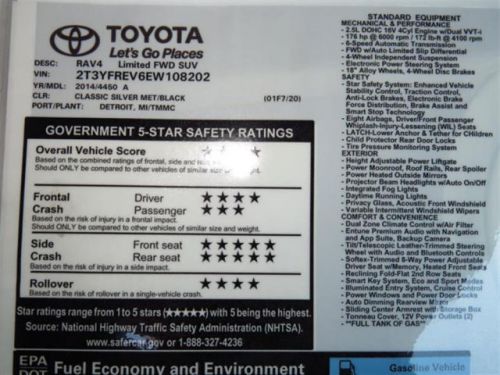 TOYOTA
Let's Go Places
DESC: RAV4 Limited FWD SUV
VIN: 2T3YFREV6EW108202
YR/MDL: 2014/4450 A
CLR: CLASSIC SILVER MET/BLACK (01F7/20)
PORT/PLANT: DETROIT, MI/TMMC
GOVERNMENT 5-STAR SAFETY RATINGS
Overall Vehicle Score ★ ★ ★ ★
Based on the combined ratings of frontal, side and
Should ONLY be compared to other vehicles of similar size
Frontal Driver ★★★★
Crash Passenger ★★★★
Based on the risk of injury in a frontal impact.
Should ONLY be compared to other vehicles of similar size and weight.
Side Front seat ★★★★★
Crash Rear seat ★★★★★
Based on the risk of injury in a side impact.
Rollover ★★★★
Based on the risk of rollover in a single-vehicle crash.
Star ratings range from 1 to 5 stars (★★★★★) with 5 being the highest.
Source: National Highway Traffic Safety Administration (NHTSA).
www.safercar.gov or 1-888-327-4236
EPA
DOT Fuel Economy and Environment
Gasoline Vehicle
STANDARD EQUIPMENT
MECHANICAL & PERFORMANCE
- 2.5L DOHC 16V 4Cyl Engine w/Dual VVT-i
- 176 hp @ 6000 rpm / 172 lb-ft @ 4100 rpm
- 6-Speed Automatic Transmission
- FWD w/Auto Limited-Slip Differential
- 4-Wheel Independent Suspension
- Electronic Power Steering System
- 18" Alloy Wheels, 4-Wheel Disc Brakes
SAFETY
- Star Safety System: Enhanced Vehicle
Stability Control, Traction Control,
Anti-Lock Brakes, Electronic Brake
Force Distribution, Brake Assist and
Smart Stop Technology
- Eight Airbags, Driver/Front Passenger
Whiplash-Injury-Lessening (WIL) Seats
- LATCH-Lower Anchor & Tether for CHildren
- Child Protector Rear Door Locks
- Tire Pressure Monitoring System
EXTERIOR
- Height Adjustable Power Liftgate
- Power Moonroof, Roof Rails, Rear Spoiler
- Power Heated Outside Mirrors
- Projector Beam Headlights w/Auto On/Off
- Integrated Fog Lights
- Daytime Running Lights
- Privacy Glass, Acoustic Front Windshield
- Variable Intermittent Windshield Wipers
COMFORT & CONVENIENCE
- Dual Zone Climate Control w/Air Filter
- Entune Premium Audio with Navigation
and App Suite, Backup Camera
- Tilt/Telescopic Leather-Trimmed Steering
Wheel with Audio and Bluetooth Controls
- Softex-Trimmed 8-Way Power Adjustable
Driver Seat w/Memory, Heated Front Seats
- Reclining Fold-Flat 2nd Row Seats
- Smart Key System, Eco and Sport Modes
- Illuminated Entry System, Cruise Control
- Power Windows and Power Door Locks
- Auto Dimming Rearview Mirror
- Sliding Center Armrest with Storage Box
- Tonneau Cover, 12V Power Outlets (2)
- **FULL TANK OF GAS**